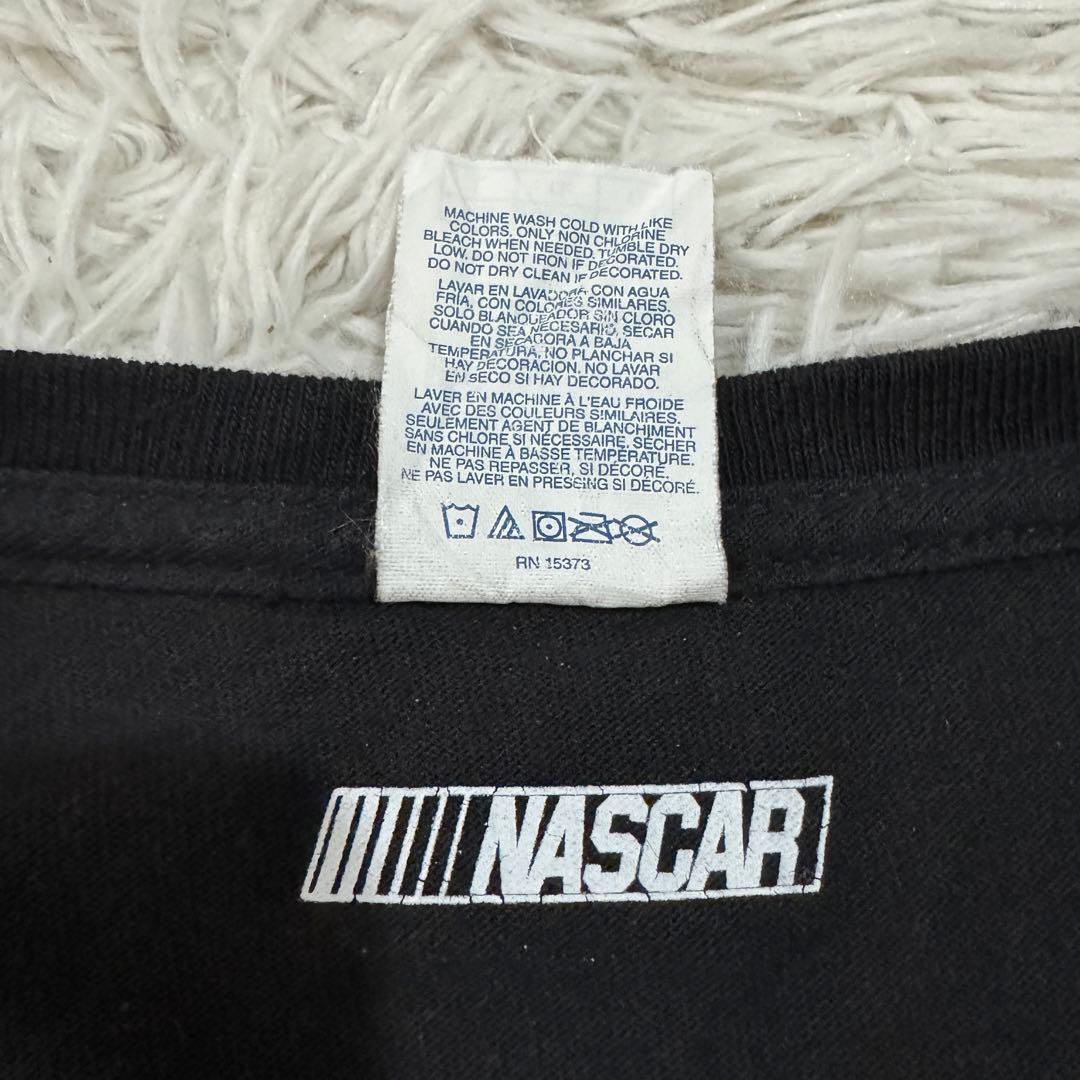 MACHINE WASH COLD WITH LIKE
COLORS. ONLY NON CHLORINE
BLEACH WHEN NEEDED. TUMBLE DRY
LOW. DO NOT IRON IF DECORATED.
DO NOT DRY CLEAN IF DECORATED.
LAVAR EN LAVADORA CON AGUA
FRÍA, CON COLORES SIMILARES,
SOLO BLANQUEADOR SIN CLORO
CUANDO SEA NECESARIO, SECAR
EN SECADORA A BAJA
TEMPERATURA, NO PLANCHAR SI
HAY DECORACION. NO LAVAR
EN SECO SI HAY DECORADO.
LAVER EN MACHINE À L'EAU FROIDE
AVEC DES COULEURS SIMILAIRES.
SEULEMENT AGENT DE BLANCHIMENT
SANS CHLORE SI NÉCESSAIRE. SÉCHER
EN MACHINE À BASSE TEMPÉRATURE.
NE PAS REPASSER, SI DÉCORÉ.
NE PAS LAVER EN PRESSING SI DÉCORÉ.
RN 15373
NASCAR